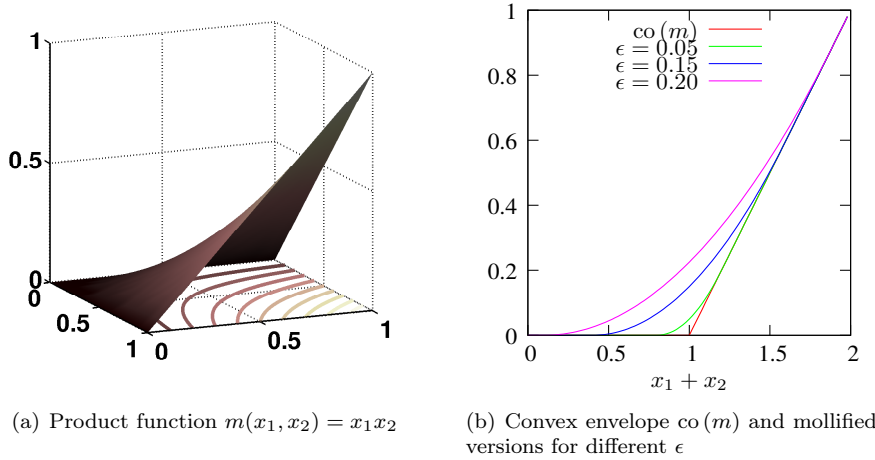 1
0.5
0
0
0.5
1
0
0.5
1
1
0.8
0.6
0.4
0.2
0
0
0.5
1
1.5
2
co (m)
ϵ = 0.05
ϵ = 0.15
ϵ = 0.20
x₁ + x₂
(a) Product function m(x₁, x₂) = x₁x₂
(b) Convex envelope co (m) and mollified
versions for different ϵ